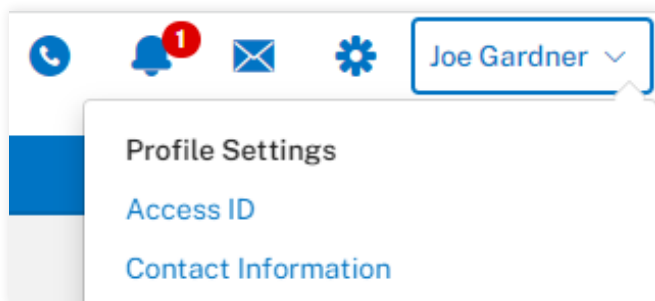 1
Joe Gardner
Profile Settings
Access ID
Contact Information